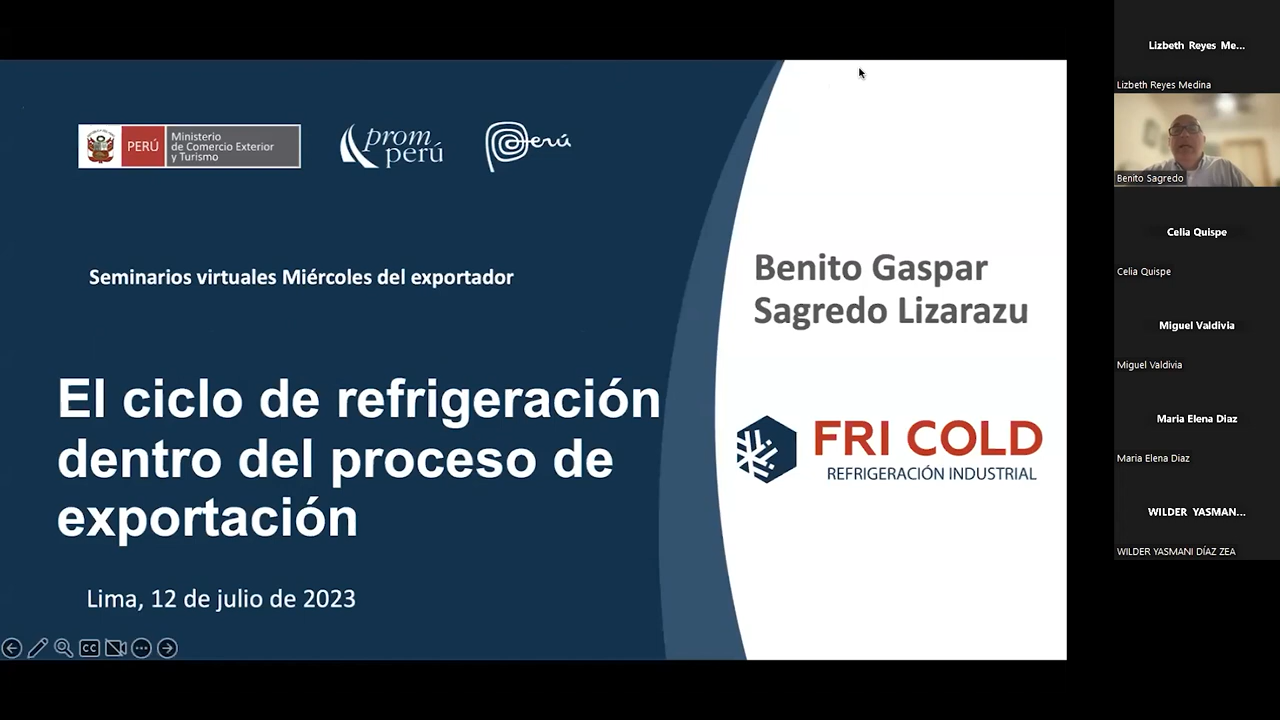 PERÚ
Ministerio
de Comercio Exterior
y Turismo
prom
perú
Perú
Seminarios virtuales Miércoles del exportador
El ciclo de refrigeración
dentro del proceso de
exportación
Lima, 12 de julio de 2023
CC
Benito Gaspar
Sagredo Lizarazu
FRI COLD
REFRIGERACIÓN INDUSTRIAL
Lizbeth Reyes Me...
Lizbeth Reyes Medina
Benito Sagredo
Celia Quispe
Celia Quispe
Miguel Valdivia
Miguel Valdivia
Maria Elena Diaz
Maria Elena Diaz
WILDER YASMAN...
WILDER YASMANI DÍAZ ZEA